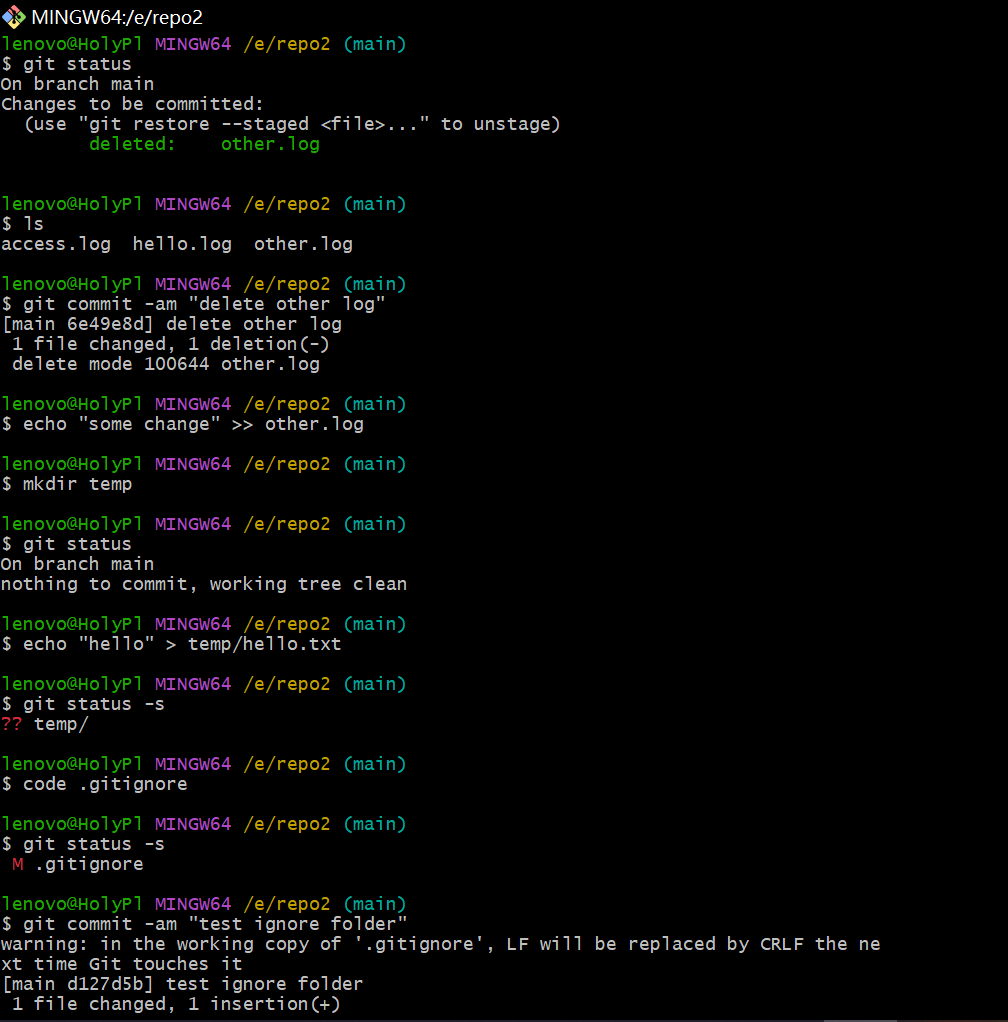 MINGW64:/e/repo2
lenovo@HolyPl MINGW64 /e/repo2 (main)
$ git status
On branch main
Changes to be committed:
  (use "git restore --staged <file>..." to unstage)
        deleted:    other.log
lenovo@HolyPl MINGW64 /e/repo2 (main)
$ ls
access.log  hello.log  other.log
lenovo@HolyPl MINGW64 /e/repo2 (main)
$ git commit -am "delete other log"
[main 6e49e8d] delete other log
 1 file changed, 1 deletion(-)
 delete mode 100644 other.log
lenovo@HolyPl MINGW64 /e/repo2 (main)
$ echo "some change" >> other.log
lenovo@HolyPl MINGW64 /e/repo2 (main)
$ mkdir temp
lenovo@HolyPl MINGW64 /e/repo2 (main)
$ git status
On branch main
nothing to commit, working tree clean
lenovo@HolyPl MINGW64 /e/repo2 (main)
$ echo "hello" > temp/hello.txt
lenovo@HolyPl MINGW64 /e/repo2 (main)
$ git status -s
?? temp/
lenovo@HolyPl MINGW64 /e/repo2 (main)
$ code .gitignore
lenovo@HolyPl MINGW64 /e/repo2 (main)
$ git status -s
 M .gitignore
lenovo@HolyPl MINGW64 /e/repo2 (main)
$ git commit -am "test ignore folder"
warning: in the working copy of '.gitignore', LF will be replaced by CRLF the ne
xt time Git touches it
[main d127d5b] test ignore folder
 1 file changed, 1 insertion(+)